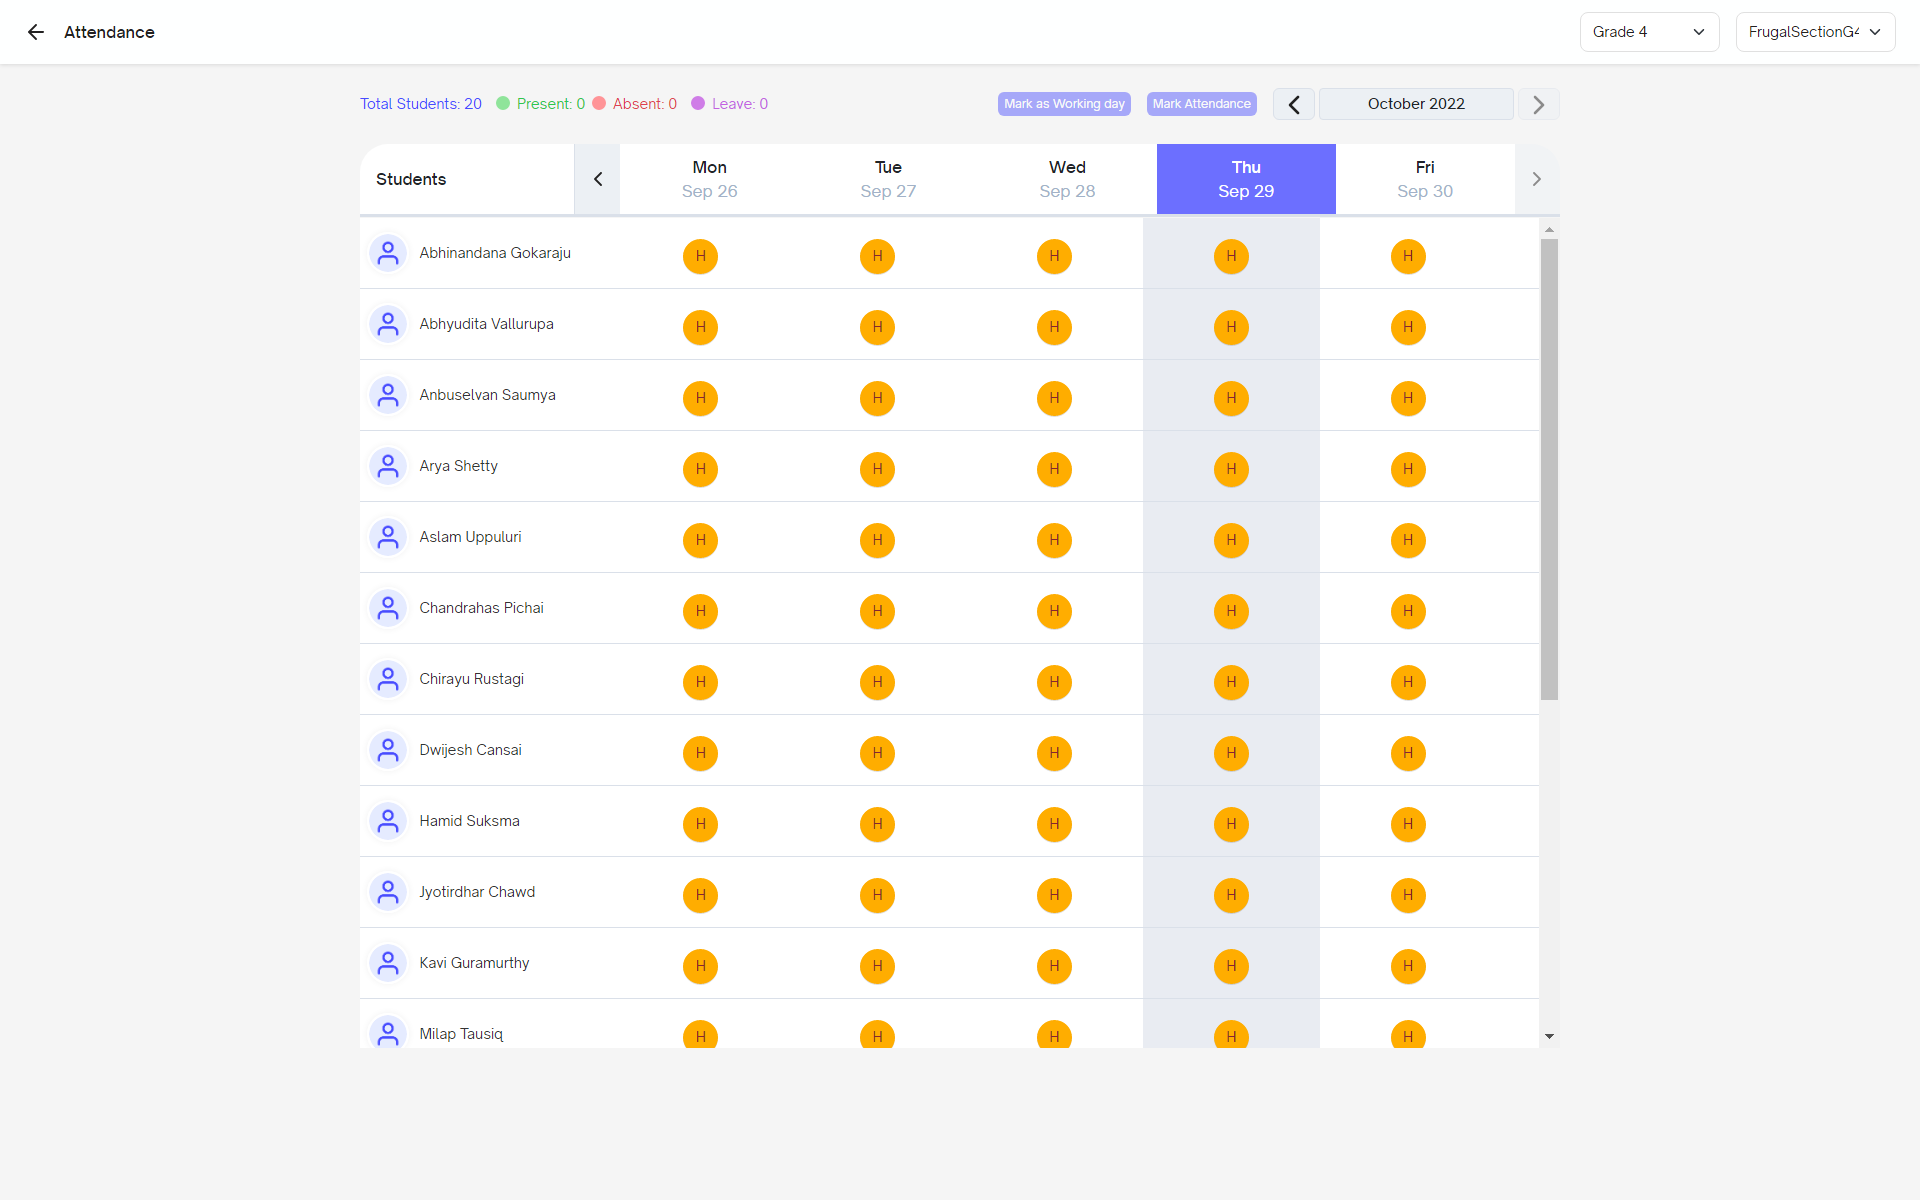 Attendance
Grade 4
FrugalSectionG4
Total Students: 20 Present: 0 Absent: 0 Leave: 0
Mark as Working day
Mark Attendance
October 2022
Students Mon Tue Wed Thu Fri
Sep 26 Sep 27 Sep 28 Sep 29 Sep 30
Abhinandana Gokaraju H H H H H
Abhyudita Vallurupa H H H H H
Anbuselvan Saumya H H H H H
Arya Shetty H H H H H
Aslam Uppuluri H H H H H
Chandrahas Pichai H H H H H
Chirayu Rustagi H H H H H
Dwijesh Cansai H H H H H
Hamid Suksma H H H H H
Jyotirdhar Chawd H H H H H
Kavi Guramurthy H H H H H
Milap Tausiq H H H H H